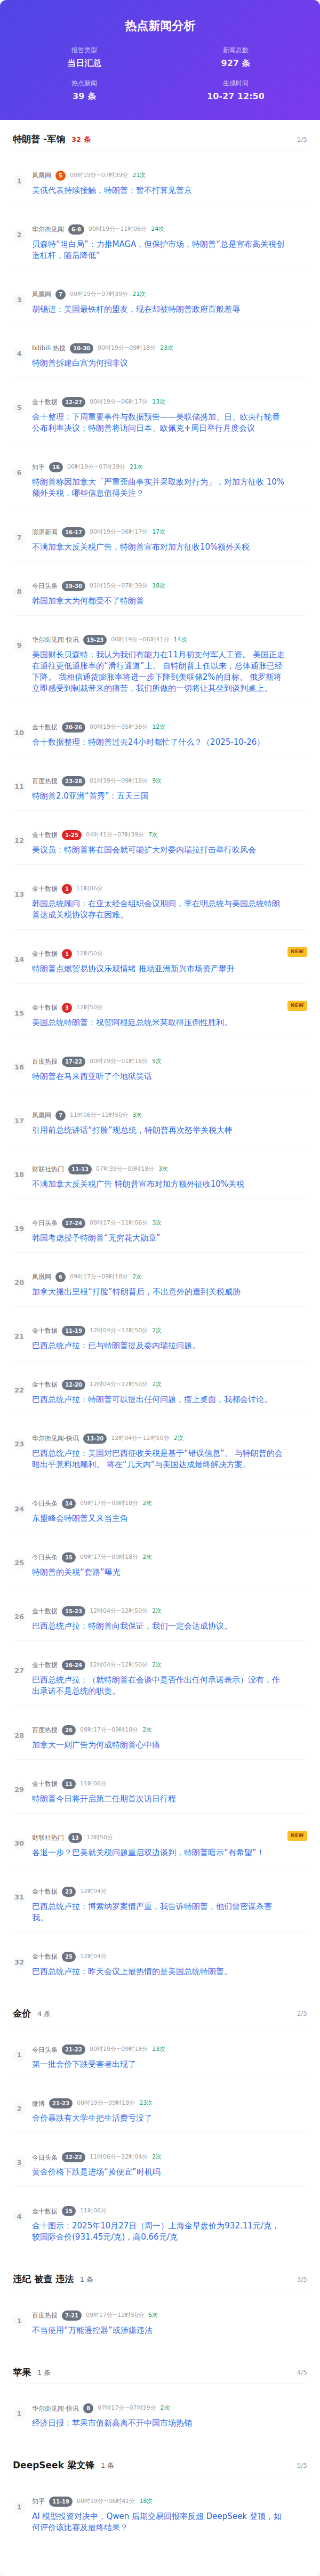 热点新闻分析
报告类型
新闻总数
当日汇总
927 条
热点新闻
生成时间
39 条
10-27 12:50
特朗普 -军饷 32 条 1/5
1 凤凰网 5 00时19分~07时39分 21次
美俄代表持续接触，特朗普：暂不打算见普京
2 华尔街见闻 6-8 00时19分~11时06分 24次
贝森特“坦白局”：力推MAGA，但保护市场，特朗普“总是宣布高关税创
造杠杆，随后降低”
3 凤凰网 7 00时19分~07时39分 21次
胡锡进：美国最铁杆的盟友，现在却被特朗普政府百般羞辱
4 bilibili 热搜 10-30 00时19分~09时18分 23次
特朗普拆建白宫为何招非议
5 金十数据 12-27 00时19分~06时17分 13次
金十整理：下周重要事件与数据预告——美联储携加、日、欧央行轮番
公布利率决议；特朗普将访问日本、欧佩克+周日举行月度会议
6 知乎 16 00时19分~07时39分 21次
特朗普称因加拿大「严重歪曲事实并采取敌对行为」，对加方征收 10%
额外关税，哪些信息值得关注？
7 澎湃新闻 16-17 00时19分~06时17分 17次
不满加拿大反关税广告，特朗普宣布对加方征收10%额外关税
8 今日头条 19-30 01时15分~07时39分 18次
韩国加拿大为何都受不了特朗普
9 华尔街见闻-快讯 19-23 00时19分~06时41分 14次
美国财长贝森特：我认为我们有能力在11月初支付军人工资。 美国正走
在通往更低通胀率的“滑行通道”上。 自特朗普上任以来，总体通胀已经
下降。 我相信通货膨胀率将进一步下降到美联储2%的目标。 俄罗斯将
立即感受到制裁带来的痛苦，我们所做的一切将让其坐到谈判桌上。
10 金十数据 20-26 00时19分~05时38分 12次
金十数据整理：特朗普过去24小时都忙了什么？（2025-10-26）
11 百度热搜 23-28 01时39分~09时18分 9次
特朗普2.0亚洲“首秀”：五天三国
12 金十数据 1-25 04时41分~07时39分 7次
美议员：特朗普将在国会就可能扩大对委内瑞拉打击举行吹风会
13 金十数据 1 11时06分
韩国总统顾问：在亚太经合组织会议期间，李在明总统与美国总统特朗
普达成关税协议存在困难。
14 金十数据 1 12时50分 NEW
特朗普点燃贸易协议乐观情绪 推动亚洲新兴市场资产攀升
15 金十数据 3 12时50分 NEW
美国总统特朗普：祝贺阿根廷总统米莱取得压倒性胜利。
16 百度热搜 17-22 00时19分~01时16分 5次
特朗普在马来西亚听了个地狱笑话
17 凤凰网 7 11时06分~12时50分 3次
引用前总统讲话“打脸”现总统，特朗普再次怒举关税大棒
18 财联社热门 11-13 07时39分~09时18分 3次
不满加拿大反关税广告 特朗普宣布对加方额外征收10%关税
19 今日头条 17-24 09时17分~11时06分 3次
韩国考虑授予特朗普“无穷花大勋章”
20 凤凰网 6 09时17分~09时18分 2次
加拿大搬出里根“打脸”特朗普后，不出意外的遭到关税威胁
21 金十数据 11-19 12时04分~12时50分 2次
巴西总统卢拉：已与特朗普提及委内瑞拉问题。
22 金十数据 12-20 12时04分~12时50分 2次
巴西总统卢拉：特朗普可以提出任何问题，摆上桌面，我都会讨论。
23 华尔街见闻-快讯 13-20 12时04分~12时50分 2次
巴西总统卢拉：美国对巴西征收关税是基于“错误信息”。 与特朗普的会
晤出乎意料地顺利。 将在“几天内”与美国达成最终解决方案。
24 今日头条 14 09时17分~09时18分 2次
东盟峰会特朗普又来当主角
25 今日头条 15 09时17分~09时18分 2次
特朗普的关税“套路”曝光
26 金十数据 15-23 12时04分~12时50分 2次
巴西总统卢拉：特朗普向我保证，我们一定会达成协议。
27 金十数据 16-24 12时04分~12时50分 2次
巴西总统卢拉：（就特朗普在会谈中是否作出任何承诺表示）没有，作
出承诺不是总统的职责。
28 百度热搜 26 09时17分~09时18分 2次
加拿大一则广告为何成特朗普心中痛
29 金十数据 11 11时06分
特朗普今日将开启第二任期首次访日行程
30 财联社热门 13 12时50分 NEW
各退一步？巴美就关税问题重启双边谈判，特朗普暗示“有希望”！
31 金十数据 23 12时04分
巴西总统卢拉：博索纳罗案情严重，我告诉特朗普，他们曾密谋杀害
我。
32 金十数据 25 12时04分
巴西总统卢拉：昨天会议上最热情的是美国总统特朗普。
金价 4 条 2/5
1 今日头条 21-22 00时19分~09时18分 23次
第一批金价下跌受害者出现了
2 微博 21-23 00时19分~09时18分 23次
金价暴跌有大学生把生活费亏没了
3 今日头条 12-22 11时06分~12时04分 2次
黄金价格下跌是进场“捡便宜”时机吗
4 金十数据 15 11时06分
金十图示：2025年10月27日（周一）上海金早盘价为932.11元/克，
较国际金价(931.45元/克)，高0.66元/克
违纪 被查 违法 1 条 3/5
1 百度热搜 7-21 09时17分~12时50分 5次
不当使用“万能遥控器”或涉嫌违法
苹果 1 条 4/5
1 华尔街见闻-快讯 8 07时17分~07时39分 2次
经济日报：苹果市值新高离不开中国市场热销
DeepSeek 梁文锋 1 条 5/5
1 知乎 11-19 00时19分~06时41分 18次
AI 模型投资对决中，Qwen 后期交易回报率反超 DeepSeek 登顶，如
何评价该比赛及最终结果？